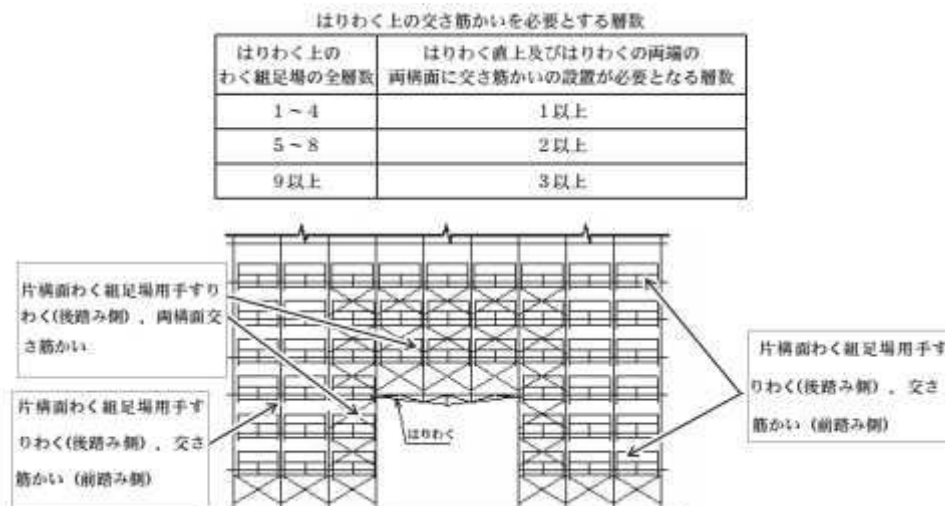 はりわく上の交さ筋かいを必要とする層数
はりわく上の
わく組足場の全層数
はりわく直上及びはりわくの両端の
両構面に交さ筋かいの設置が必要となる層数
1～4
1以上
5～8
2以上
9以上
3以上
片構面わく組足場用手すり
わく(後踏み側)，両構面交
さ筋かい
片構面わく組足場用手す
りわく(後踏み側)，交さ
筋かい（前踏み側）
はりわく
片構面わく組足場用手す
りわく(後踏み側)，交さ
筋かい（前踏み側）